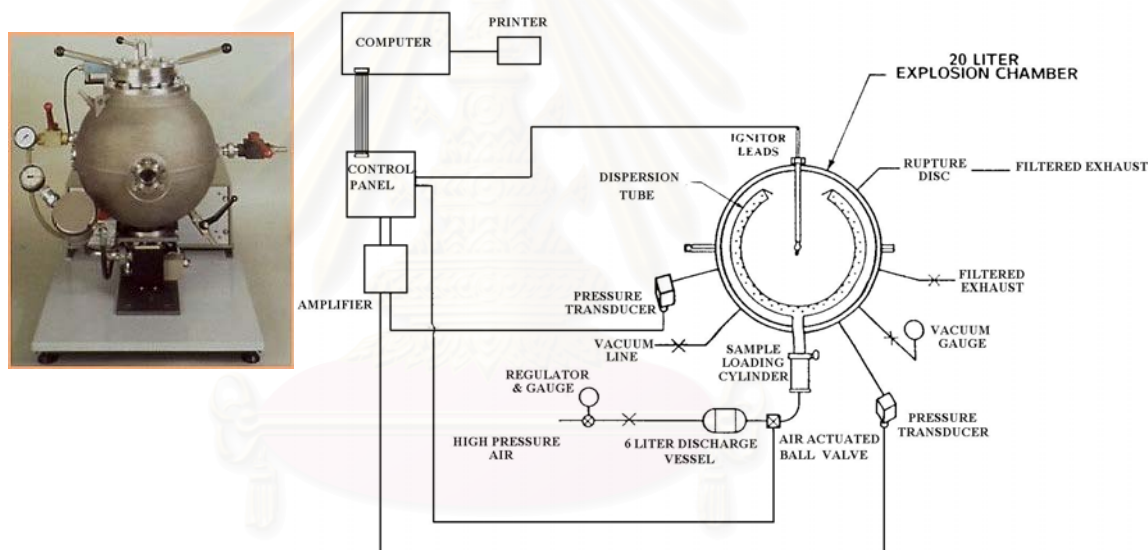 PRINTER
COMPUTER
20 LITER
EXPLOSION CHAMBER
IGNITOR
LEADS
CONTROL
PANEL
RUPTURE
DISC
FILTERED EXHAUST
DISPERSION
TUBE
AMPLIFIER
PRESSURE
TRANSDUCER
FILTERED
EXHAUST
VACUUM
LINE
VACUUM
GAUGE
SAMPLE
LOADING
CYLINDER
REGULATOR
& GAUGE
HIGH PRESSURE
AIR
6 LITER DISCHARGE
VESSEL
AIR ACTUATED
BALL VALVE
PRESSURE
TRANSDUCER